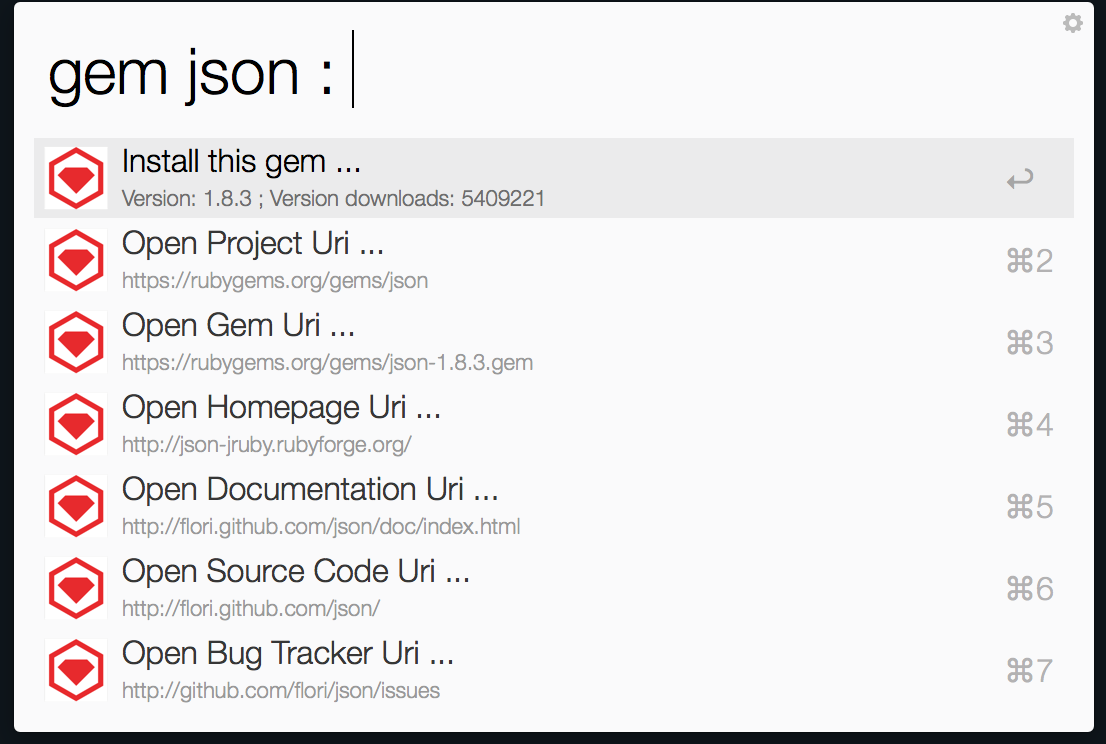 gem json :
Install this gem ...
Version: 1.8.3 ; Version downloads: 5409221
Open Project Uri ...
https://rubygems.org/gems/json
⌘2
Open Gem Uri ...
https://rubygems.org/gems/json-1.8.3.gem
⌘3
Open Homepage Uri ...
http://json-jruby.rubyforge.org/
⌘4
Open Documentation Uri ...
http://flori.github.com/json/doc/index.html
⌘5
Open Source Code Uri ...
http://flori.github.com/json/
⌘6
Open Bug Tracker Uri ...
http://github.com/flori/json/issues
⌘7